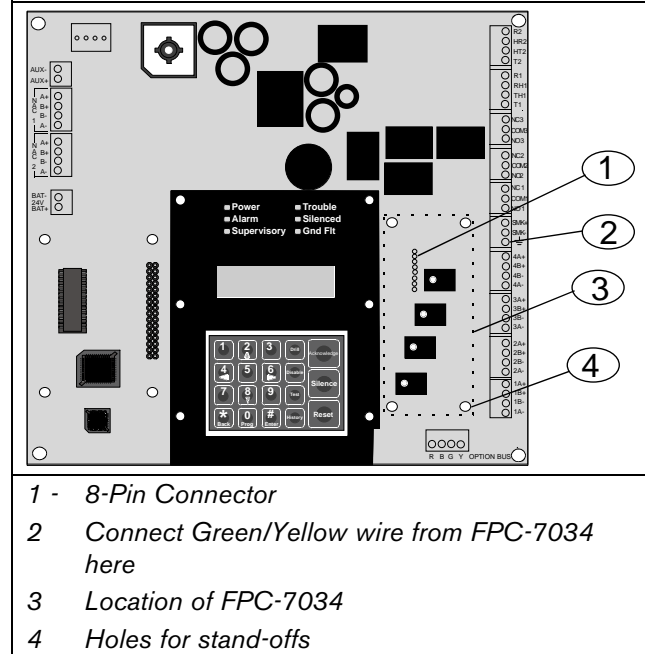 R2
HR2
HT2
T2
R1
RH1
TH1
T1
NC3
COM3
NO3
NC2
COM2
NO2
NC1
COM1
NO1
SMK+
SMK-
4A+
4B+
4B-
4A-
3A+
3B+
3B-
3A-
2A+
2B+
2B-
2A-
1A+
1B+
1B-
1A-
AUX-
AUX+
NAC 1
A+
B+
B-
A-
NAC 2
A+
B+
B-
A-
BAT-
24V
BAT+
Power Trouble
Alarm Silenced
Supervisory Gnd Flt
1 2 3 Acknowledge
4 5 6 Disable Silence
7 8 9 Test
* Back 0 Prog # Enter History Reset
R B G Y OPTION BUS
1
2
3
4
1 - 8-Pin Connector
2 Connect Green/Yellow wire from FPC-7034
here
3 Location of FPC-7034
4 Holes for stand-offs